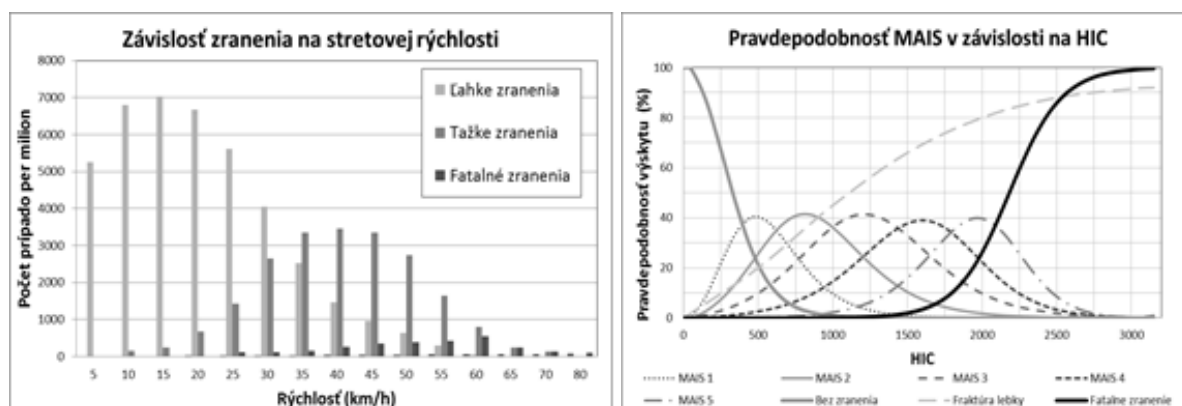 Závislosť zranenia na stretovej rýchlosti
Počet prípado per million
8000
7000
6000
5000
4000
3000
2000
1000
0
Ľahke zranenia
Tažke zranenia
Fatalné zranenia
5 10 15 20 25 30 35 40 45 50 55 60 65 70 80
Rýchlosť (km/h)
Pravdepodobnosť MAIS v závislosti na HIC
Pravdepodobnosť výskytu (%)
100
80
60
40
20
0
0 500 1000 1500 2000 2500 3000
HIC
MAIS 1 MAIS 2 MAIS 3 MAIS 4
MAIS 5 Bez zranenia Fraktúra lebky Fatalne zranenie